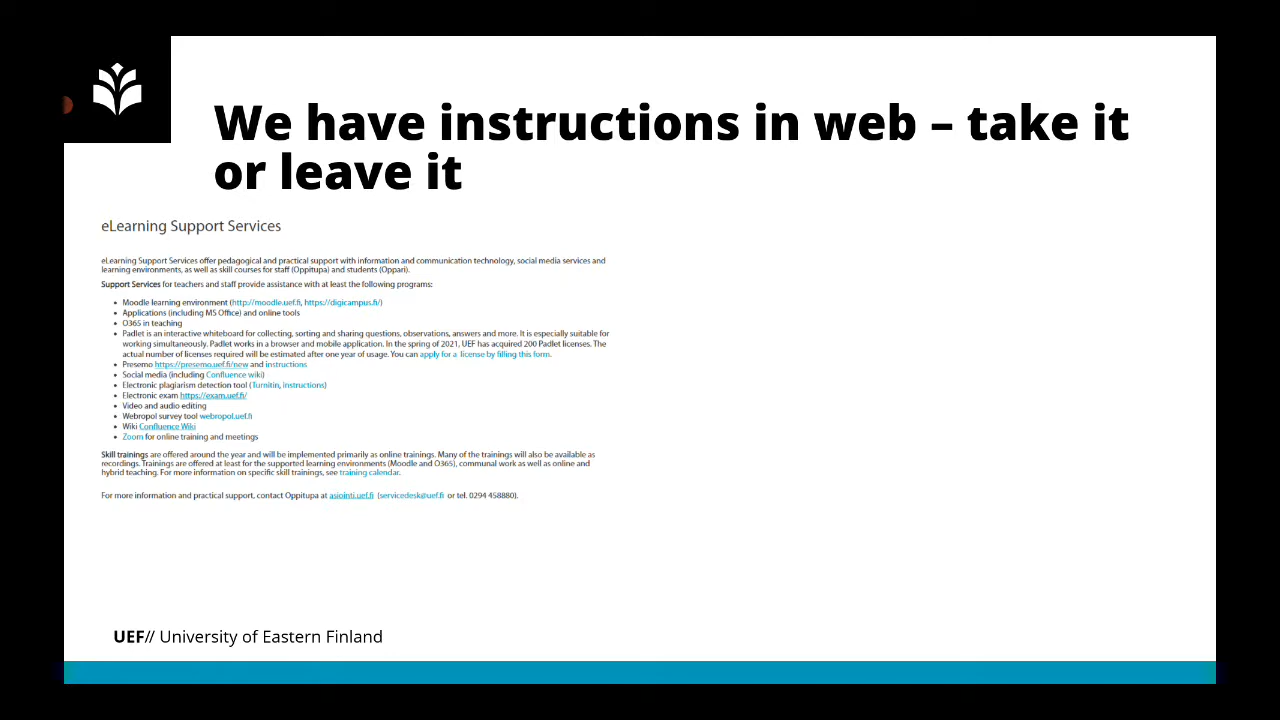 We have instructions in web – take it
or leave it
eLearning Support Services
eLearning Support Services offer pedagogical and practical support with information and communication technology, social media services and
learning environments, as well as skill courses for staff (Oppitupa) and students (Oppari).
Support Services for teachers and staff provide assistance with at least the following programs:
• Moodle learning environment (http://moodle.uef.fi, https://digicampus.fi/)
• Applications (including MS Office) and online tools
• O365 in teaching
• Padlet is an interactive whiteboard for collecting, sorting and sharing questions, observations, answers and more. It is especially suitable for
working simultaneously. Padlet works in a browser and mobile application. In the spring of 2021, UEF has acquired 200 Padlet licenses. The
actual number of licenses required will be estimated after one year of usage. You can apply for a license by filling this form.
• Presemo https://presemo.uef.fi/new and instructions
• Social media (including Confluence wiki)
• Electronic plagiarism detection tool (Turnitin, instructions)
• Electronic exam https://exam.uef.fi/
• Video and audio editing
• Webropol survey tool webropol.uef.fi
• Wiki Confluence Wiki
• Zoom for online training and meetings
Skill trainings are offered around the year and will be implemented primarily as online trainings. Many of the trainings will also be available as
recordings. Trainings are offered at least for the supported learning environments (Moodle and O365), communal work as well as online and
hybrid teaching. For more information on specific skill trainings, see training calendar.
For more information and practical support, contact Oppitupa at asiointi.uef.fi (servicedesk@uef.fi or tel. 0294 458880).
UEF// University of Eastern Finland